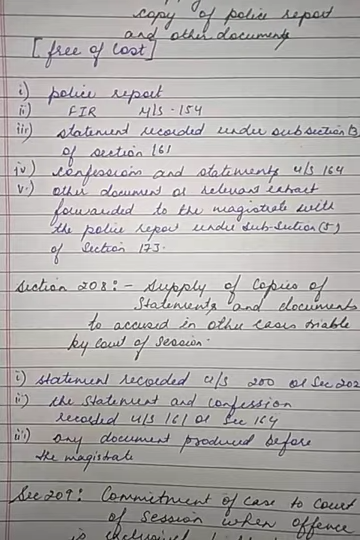 copy of police report
and other documents
[free of cost]
i) police report
ii) FIR u/s - 154
iii) statement recorded under subsection (3)
of section 161
iv) confessions and statements u/s 164
v) other document or relevant extract
forwarded to the magistrate with
the police report under sub-section (5)
of section 173.
Section 208:- Supply of Copies of
Statements and documents
to accused in other cases triable
by court of Session.
i) statement recorded u/s 200 or Sec 202
ii) the statement and confession
recorded u/s 161 or Sec 164
iii) any document produced before
the magistrate
Sec 209: Commitment of case to Court
of Session when offence
is